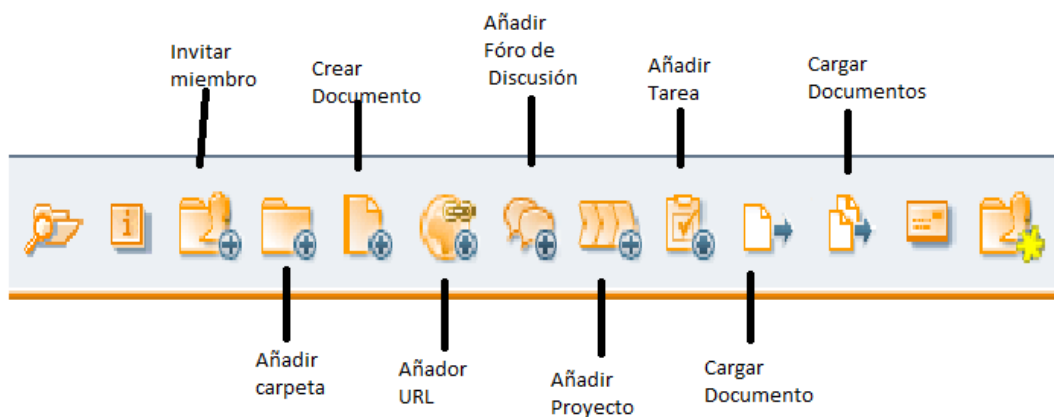 Invitar
miembro
Crear
Documento
Añadir
Fóro de
Discusión
Añadir
Tarea
Cargar
Documentos
i
Añadir
carpeta
Añador
URL
Añadir
Proyecto
Cargar
Documento